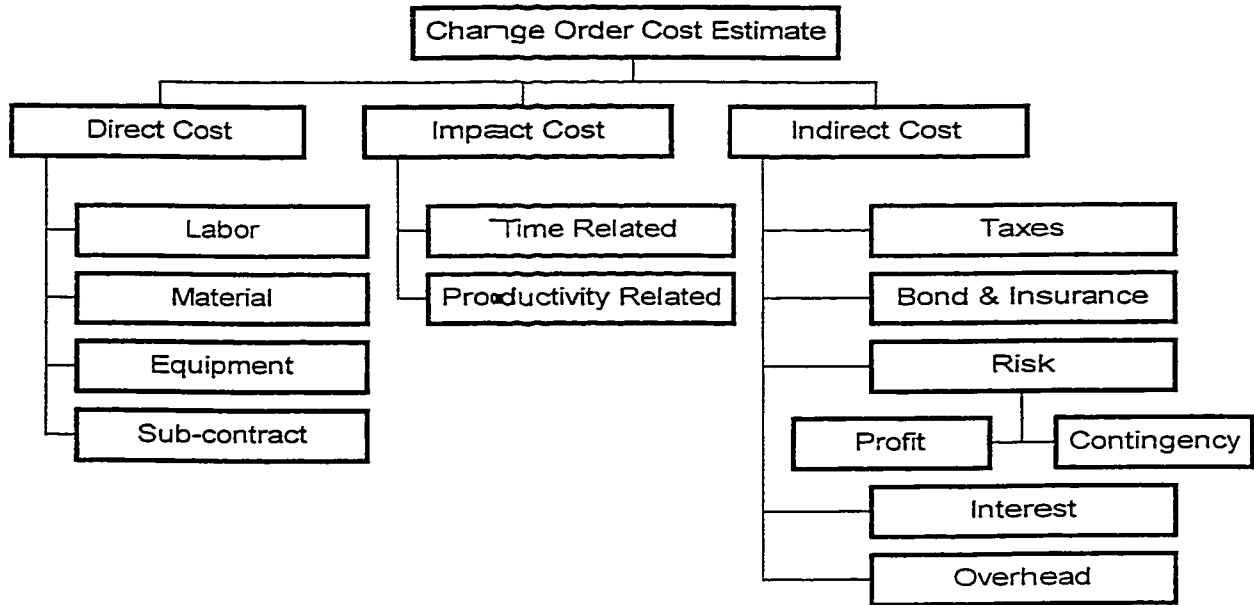 Change Order Cost Estimate
Direct Cost
Impact Cost
Indirect Cost
Labor
Material
Equipment
Sub-contract
Time Related
Productivity Related
Taxes
Bond & Insurance
Risk
Profit
Contingency
Interest
Overhead